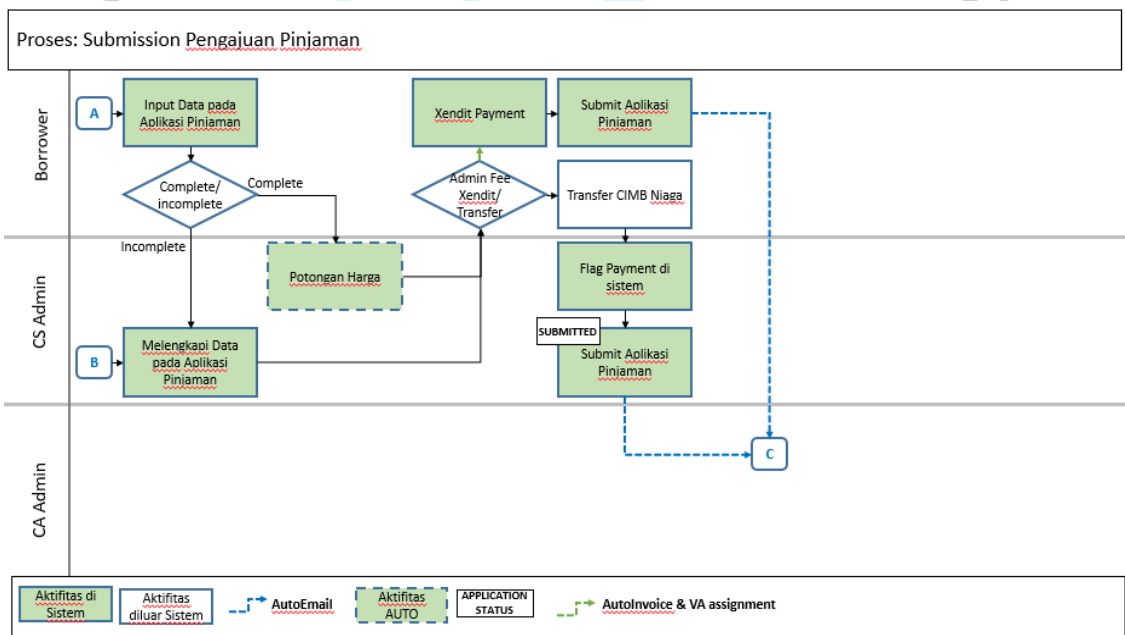 Proses: Submission Pengajuan Pinjaman
Borrower
A
Input Data pada
Aplikasi Pinjaman
Xendit Payment
Submit Aplikasi
Pinjaman
Complete/
incomplete
Complete
Admin Fee
Xendit/
Transfer
Transfer CIMB Niaga
Incomplete
CS Admin
Potongan Harga
Flag Payment di
sistem
SUBMITTED
B
Melengkapi Data
pada Aplikasi
Pinjaman
Submit Aplikasi
Pinjaman
CA Admin
C
Aktifitas di
Sistem
Aktifitas
diluar Sistem
AutoEmail
Aktifitas
AUTO
APPLICATION
STATUS
AutoInvoice & VA assignment